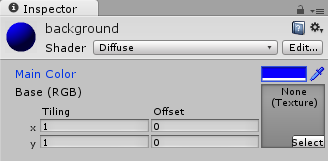 Inspector
background
Shader Diffuse Edit...
Main Color
Base (RGB)
None
(Texture)
Tiling Offset
x 1 0
y 1 0
Select